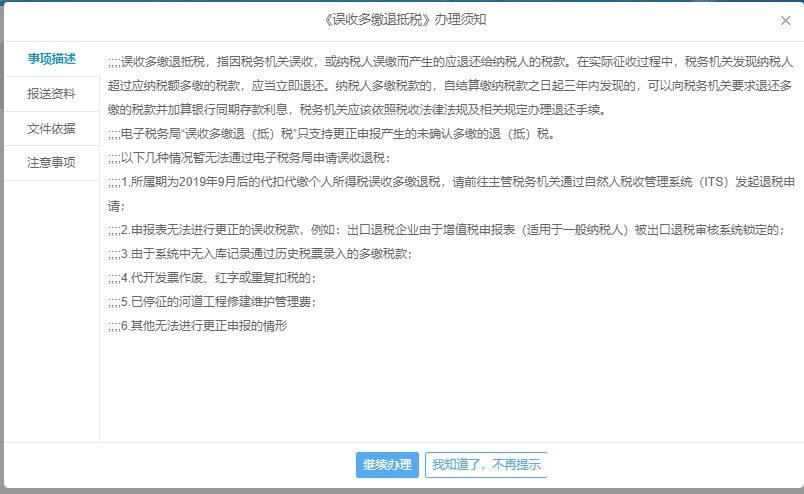 《误收多缴退抵税》办理须知
×
事项描述
报送资料
文件依据
注意事项
;;;;误收多缴退抵税，指因税务机关误收，或纳税人误缴而产生的应退还给纳税人的税款。在实际征收过程中，税务机关发现纳税人
超过应纳税额多缴的税款，应当立即退还。纳税人多缴税款的，自结算缴纳税款之日起三年内发现的，可以向税务机关要求退还多
缴的税款并加算银行同期存款利息，税务机关应该依照税收法律法规及相关规定办理退还手续。
;;;;电子税务局“误收多缴退（抵）税”只支持更正申报产生的未确认多缴的退（抵）税。
;;;;以下几种情况暂无法通过电子税务局申请误收退税：
;;;;1.所属期为2019年9月后的代扣代缴个人所得税误收多缴退税，请前往主管税务机关通过自然人税收管理系统（ITS）发起退税申
请；
;;;;2.申报表无法进行更正的误收税款，例如：出口退税企业由于增值税申报表（适用于一般纳税人）被出口退税审核系统锁定的；
;;;;3.由于系统中无入库记录通过历史税票录入的多缴税款；
;;;;4.代开发票作废、红字或重复扣税的；
;;;;5.已停征的河道工程修建维护管理费；
;;;;6.其他无法进行更正申报的情形
继续办理
我知道了，不再提示